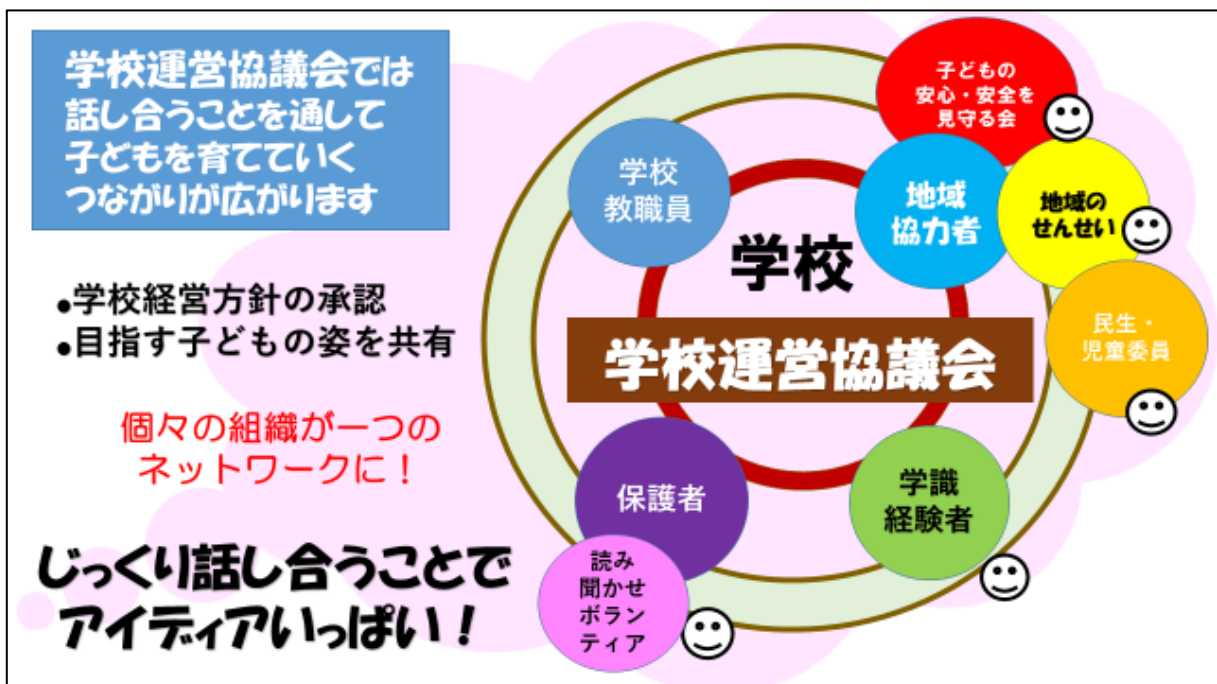 学校運営協議会では
話し合うことを通して
子どもを育てていく
つながりが広がります
●学校経営方針の承認
●目指す子どもの姿を共有
個々の組織が一つの
ネットワークに！
じっくり話し合うことで
アイディアいっぱい！
子どもの
安心・安全を
見守る会
学校
教職員
地域
協力者
地域の
せんせい
学校
民生・
児童委員
学校運営協議会
保護者
学識
経験者
読み
聞かせ
ボラン
ティア